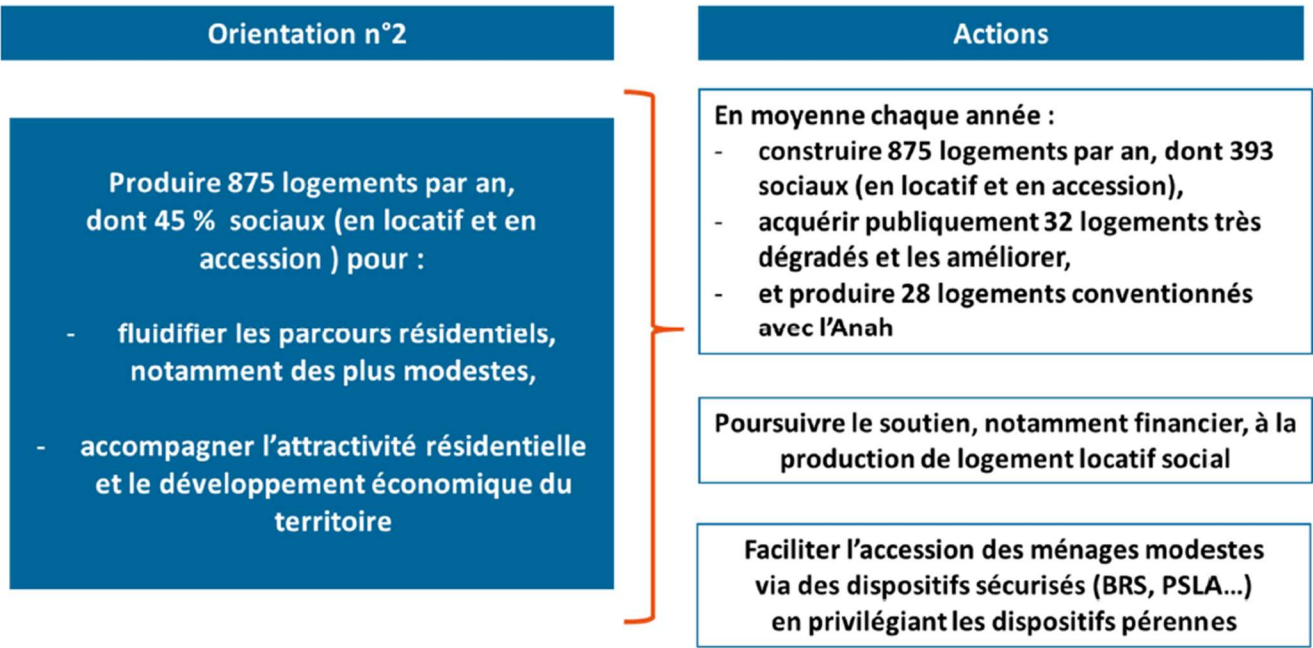 Orientation n°2
Produire 875 logements par an,
dont 45 % sociaux (en locatif et en
accession ) pour :
- fluidifier les parcours résidentiels,
notamment des plus modestes,
- accompagner l'attractivité résidentielle
et le développement économique du
territoire
Actions
En moyenne chaque année :
- construire 875 logements par an, dont 393
sociaux (en locatif et en accession),
- acquérir publiquement 32 logements très
dégradés et les améliorer,
- et produire 28 logements conventionnés
avec l'Anah
Poursuivre le soutien, notamment financier, à la
production de logement locatif social
Faciliter l'accession des ménages modestes
via des dispositifs sécurisés (BRS, PSLA…)
en privilégiant les dispositifs pérennes